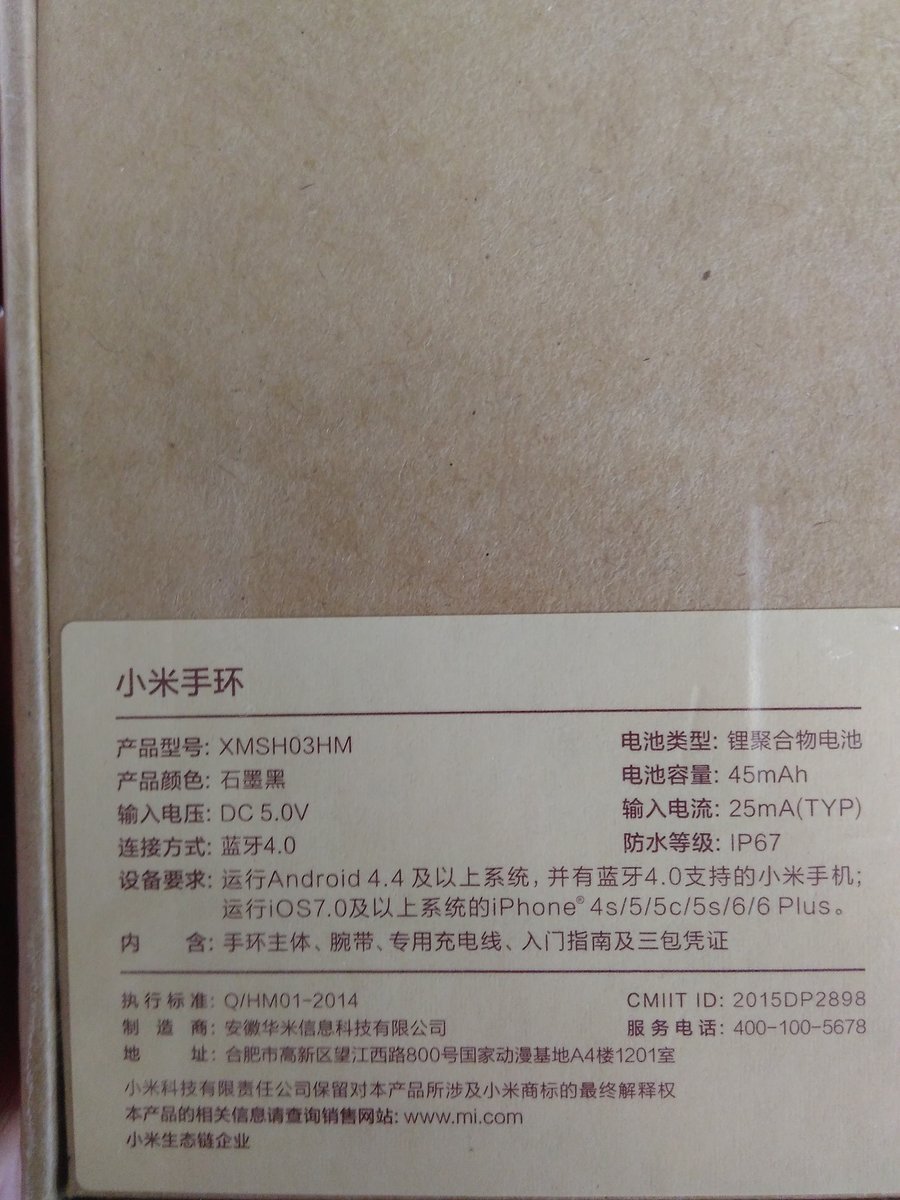 小米手环
产品型号: XMSH03HM 电池类型: 锂聚合物电池
产品颜色: 石墨黑 电池容量: 45mAh
输入电压: DC 5.0V 输入电流: 25mA(TYP)
连接方式: 蓝牙4.0 防水等级: IP67
设备要求: 运行Android 4.4 及以上系统, 并有蓝牙4.0支持的小米手机;
运行iOS7.0及以上系统的iPhone® 4s/5/5c/5s/6/6 Plus。
内 含: 手环主体、腕带、专用充电线、入门指南及三包凭证
执行标准: Q/HM01-2014 CMIIT ID: 2015DP2898
制 造 商: 安徽华米信息科技有限公司 服务电话: 400-100-5678
地 址: 合肥市高新区望江西路800号国家动漫基地A4楼1201室
小米科技有限责任公司保留对本产品所涉及小米商标的最终解释权
本产品的相关信息请查询销售网站: www.mi.com
小米生态链企业